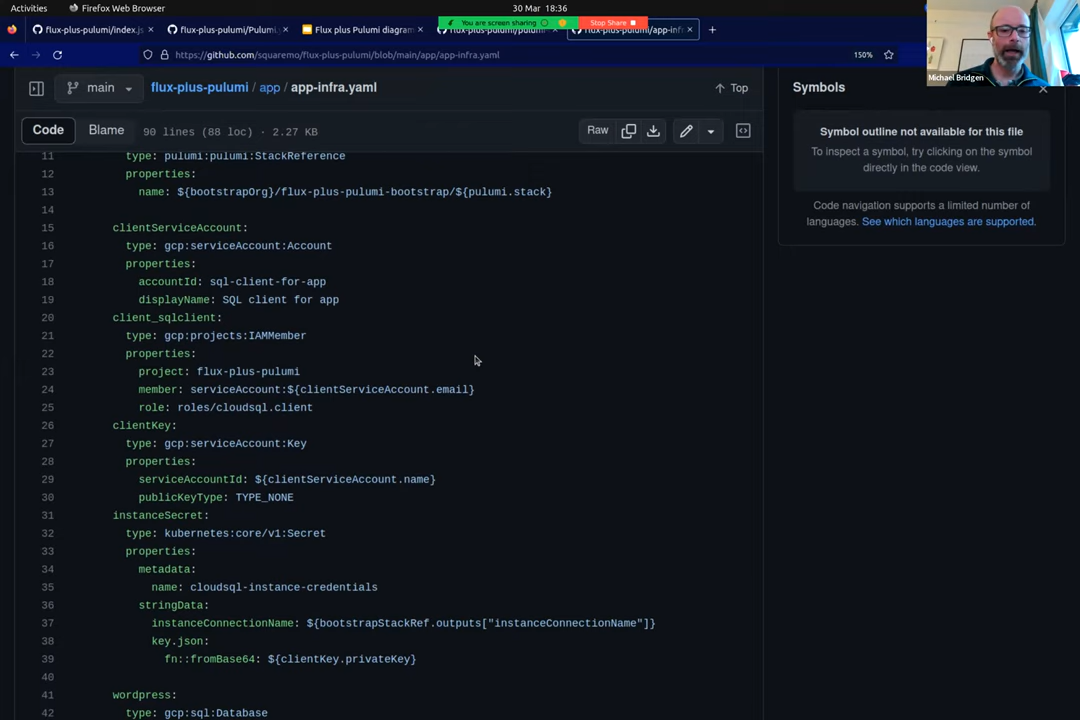 Activities
Firefox Web Browser
30 Mar 18:36
flux-plus-pulumi/index.js
flux-plus-pulumi/Pulumi.
Flux plus Pulumi diagram
You are screen sharing
Stop Share
flux-plus-pulumi/app-inf
https://github.com/squaremo/flux-plus-pulumi/blob/main/app/app-infra.yaml
150%
Michael Bridgen
main
flux-plus-pulumi / app / app-infra.yaml
Top
Symbols
Code
Blame
90 lines (88 loc) · 2.27 KB
Raw
Symbol outline not available for this file
To inspect a symbol, try clicking on the symbol
directly in the code view.
Code navigation supports a limited number of
languages. See which languages are supported.
11 type: pulumi:pulumi:StackReference
12 properties:
13 name: ${bootstrapOrg}/flux-plus-pulumi-bootstrap/${pulumi.stack}
14
15 clientServiceAccount:
16 type: gcp:serviceAccount:Account
17 properties:
18 accountId: sql-client-for-app
19 displayName: SQL client for app
20 client_sqlclient:
21 type: gcp:projects:IAMMember
22 properties:
23 project: flux-plus-pulumi
24 member: serviceAccount:${clientServiceAccount.email}
25 role: roles/cloudsql.client
26 clientKey:
27 type: gcp:serviceAccount:Key
28 properties:
29 serviceAccountId: ${clientServiceAccount.name}
30 publicKeyType: TYPE_NONE
31 instanceSecret:
32 type: kubernetes:core/v1:Secret
33 properties:
34 metadata:
35 name: cloudsql-instance-credentials
36 stringData:
37 instanceConnectionName: ${bootstrapStackRef.outputs["instanceConnectionName"]}
38 key.json:
39 fn::fromBase64: ${clientKey.privateKey}
40
41 wordpress:
42 type: gcp:sql:Database